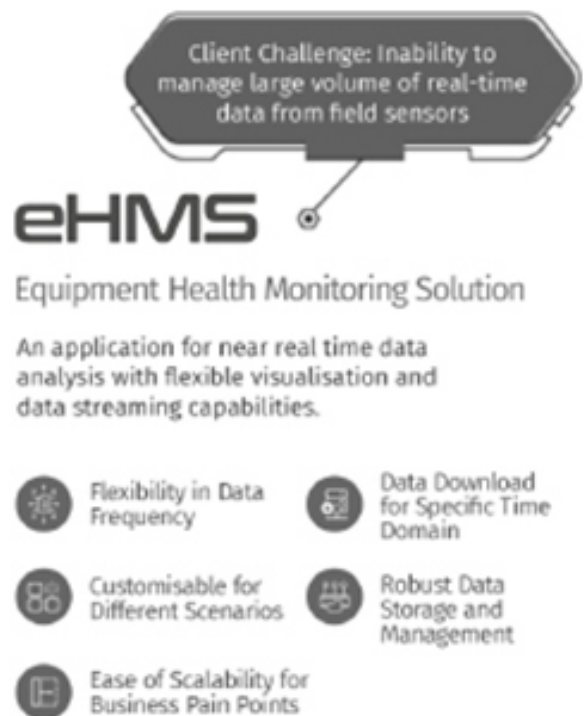 Client Challenge: Inability to
manage large volume of real-time
data from field sensors
eHMS
Equipment Health Monitoring Solution
An application for near real time data
analysis with flexible visualisation and
data streaming capabilities.
Flexibility in Data
Frequency
Data Download
for Specific Time
Domain
Customisable for
Different Scenarios
Robust Data
Storage and
Management
Ease of Scalability for
Business Pain Points